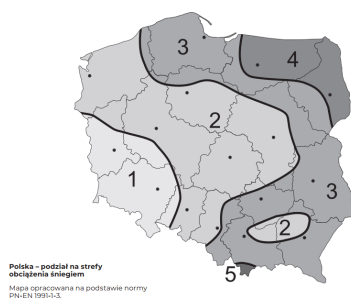 3
4
2
1
3
2
5
Polska – podział na strefy
obciążenia śniegiem
Mapa opracowana na podstawie normy
PN-EN 1991-1-3.